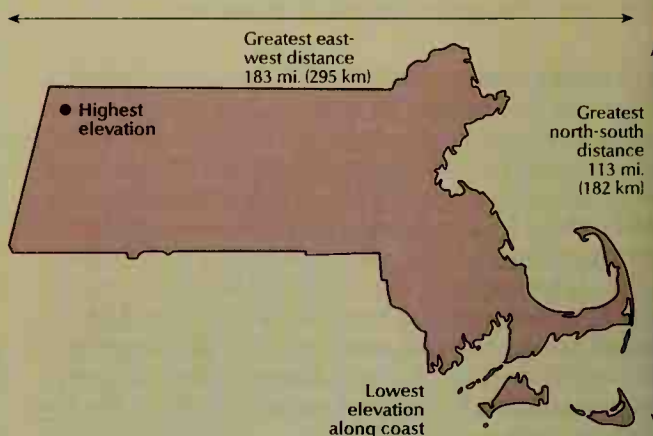 Greatest east-
west distance
183 mi. (295 km)
Highest
elevation
Greatest
north-south
distance
113 mi.
(182 km)
Lowest
elevation
along coast